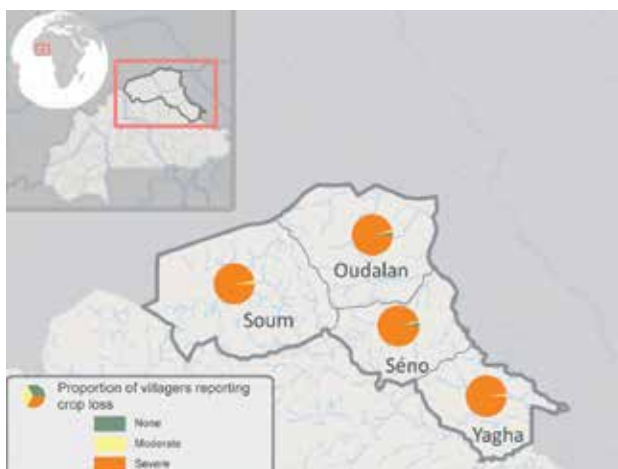 Oudalan
Soum
Séno
Yagha
Proportion of villagers reporting
crop loss
None
Moderate
Severe